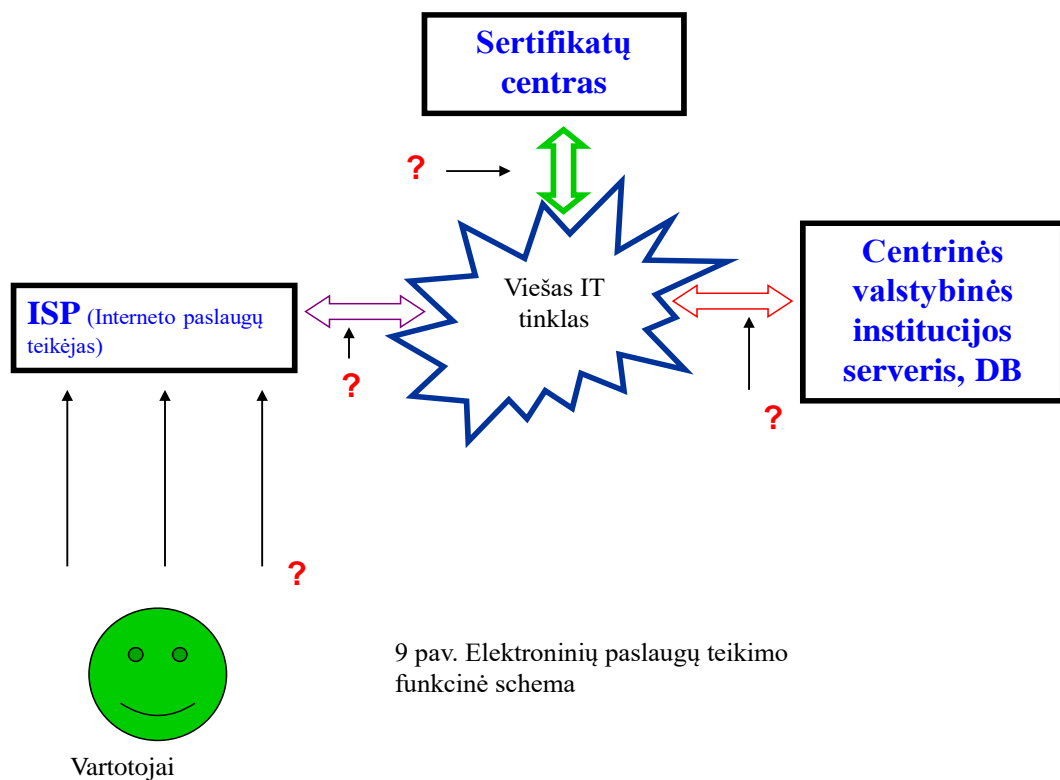 Sertifikatų
centras
?
Viešas IT
tinklas
Centrinės
valstybinės
institucijos
serveris, DB
ISP (Interneto paslaugų
teikėjas)
?
?
?
9 pav. Elektroninių paslaugų teikimo
funkcinė schema
Vartotojai